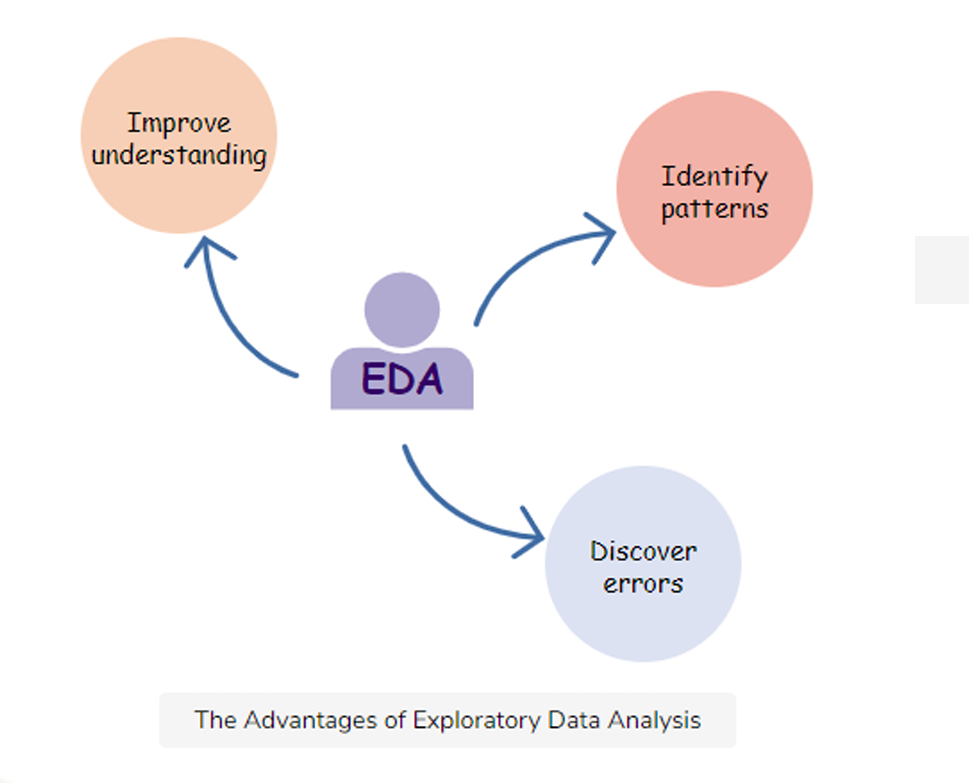 Improve
understanding
Identify
patterns
EDA
Discover
errors
The Advantages of Exploratory Data Analysis